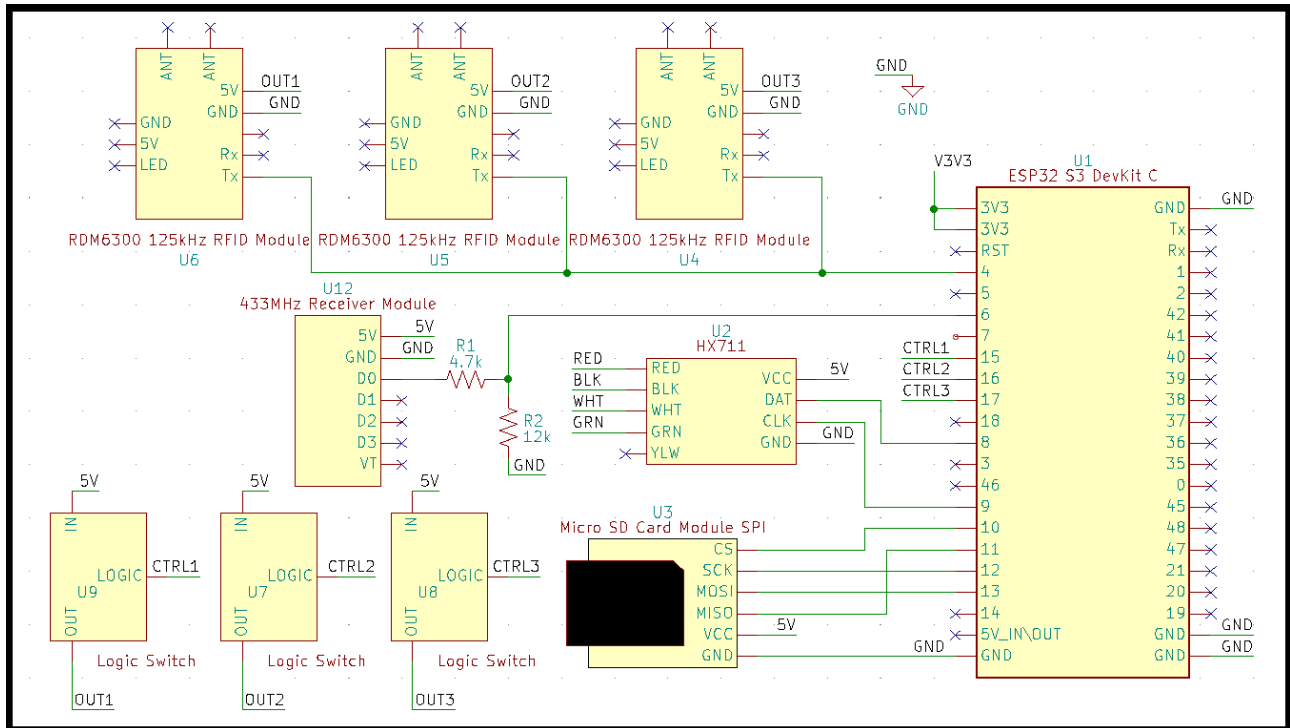 ANT
ANT
5V
GND
GND
5V
Rx
LED
Tx
OUT1
GND
RDM6300 125kHz RFID Module
U6
ANT
ANT
5V
GND
GND
5V
Rx
LED
Tx
OUT2
GND
RDM6300 125kHz RFID Module
U5
ANT
ANT
5V
GND
GND
5V
Rx
LED
Tx
OUT3
GND
RDM6300 125kHz RFID Module
U4
GND
GND
V3V3
U1
ESP32 S3 DevKit C
3V3
3V3
RST
4
5
6
7
15
16
17
18
8
3
46
9
10
11
12
13
14
5V_IN\OUT
GND
GND
Tx
Rx
1
2
42
41
40
39
38
37
36
35
0
45
48
47
21
20
19
GND
GND
GND
GND
GND
GND
CTRL1
CTRL2
CTRL3
U12
433MHz Receiver Module
5V
GND
D0
D1
D2
D3
VT
5V
GND
R1
4.7k
R2
12k
GND
U2
HX711
RED
BLK
WHT
GRN
RED
BLK
WHT
GRN
YLW
VCC
DAT
CLK
GND
5V
GND
5V
IN
LOGIC
U9
OUT
CTRL1
Logic Switch
OUT1
5V
IN
LOGIC
U7
OUT
CTRL2
Logic Switch
OUT2
5V
IN
LOGIC
U8
OUT
CTRL3
Logic Switch
OUT3
U3
Micro SD Card Module SPI
CS
SCK
MOSI
MISO
VCC
GND
5V